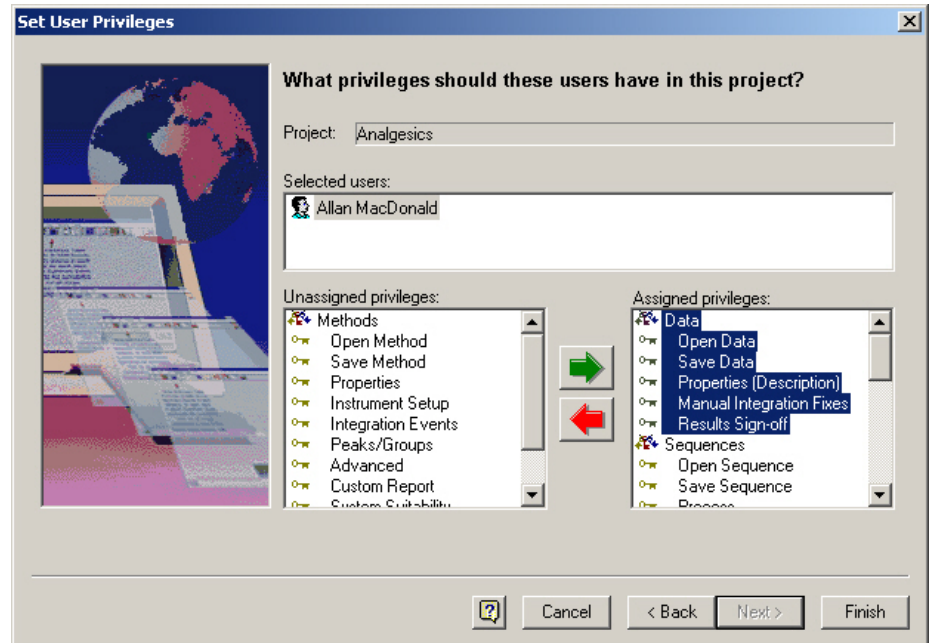 Set User Privileges
What privileges should these users have in this project?
Project: Analgesics
Selected users:
Allan MacDonald
Unassigned privileges:
Methods
Open Method
Save Method
Properties
Instrument Setup
Integration Events
Peaks/Groups
Advanced
Custom Report
System Suitability
Assigned privileges:
Data
Open Data
Save Data
Properties (Description)
Manual Integration Fixes
Results Sign-off
Sequences
Open Sequence
Save Sequence
Process
Cancel < Back Next > Finish